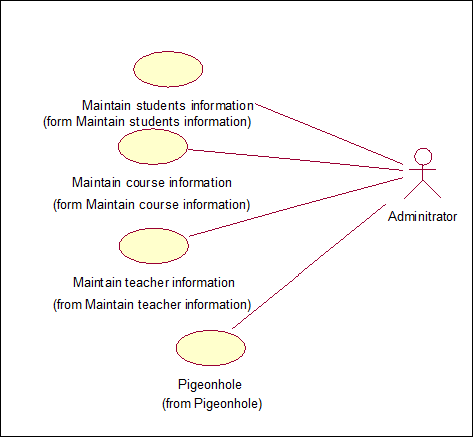 Maintain students information
(form Maintain students information)
Maintain course information
(form Maintain course information)
Adminitrator
Maintain teacher information
(from Maintain teacher information)
Pigeonhole
(from Pigeonhole)